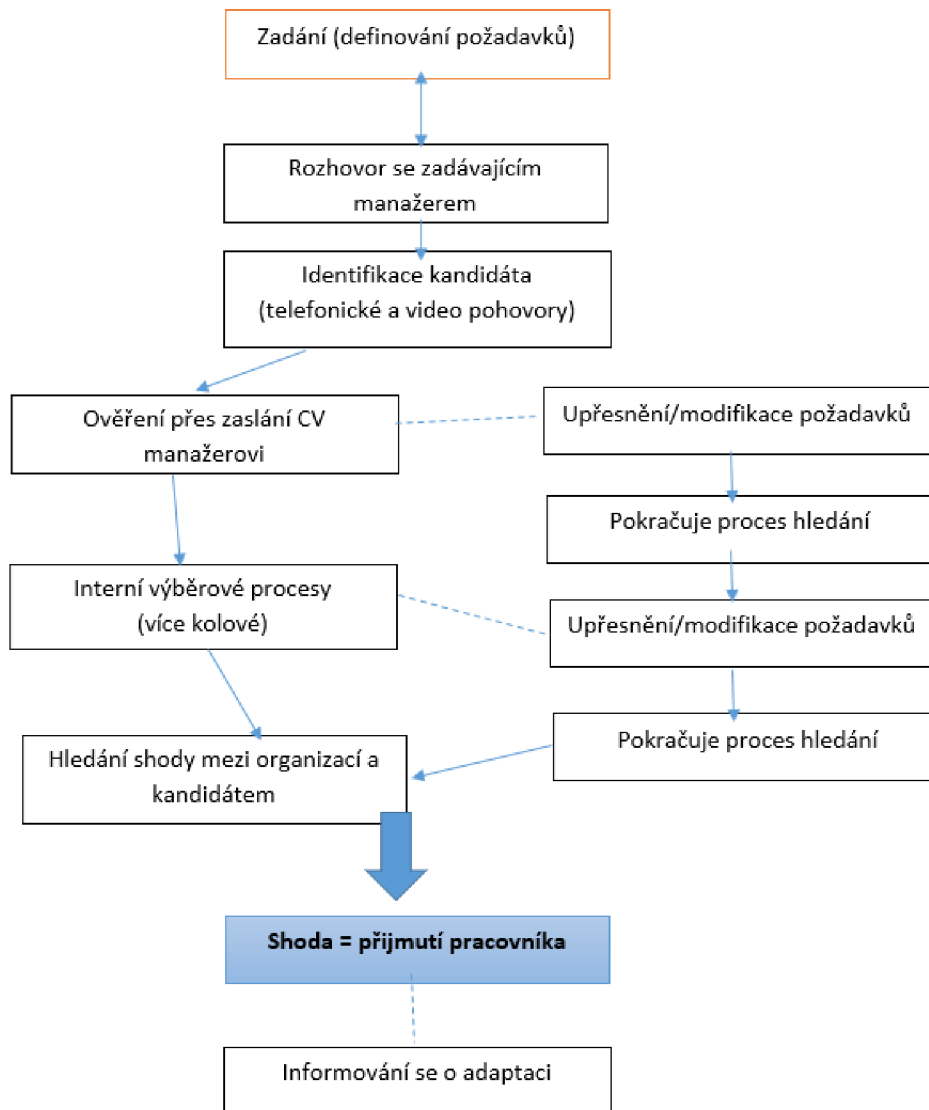 Zadání (definování požadavků)
Rozhovor se zadávajícím
manažerem
Identifikace kandidáta
(telefonické a video pohovory)
Ověření přes zaslání CV
manažerovi
Upřesnění/modifikace požadavků
Pokračuje proces hledání
Interní výběrové procesy
(více kolové)
Upřesnění/modifikace požadavků
Pokračuje proces hledání
Hledání shody mezi organizací a
kandidátem
Shoda = přijmutí pracovníka
Informování se o adaptaci